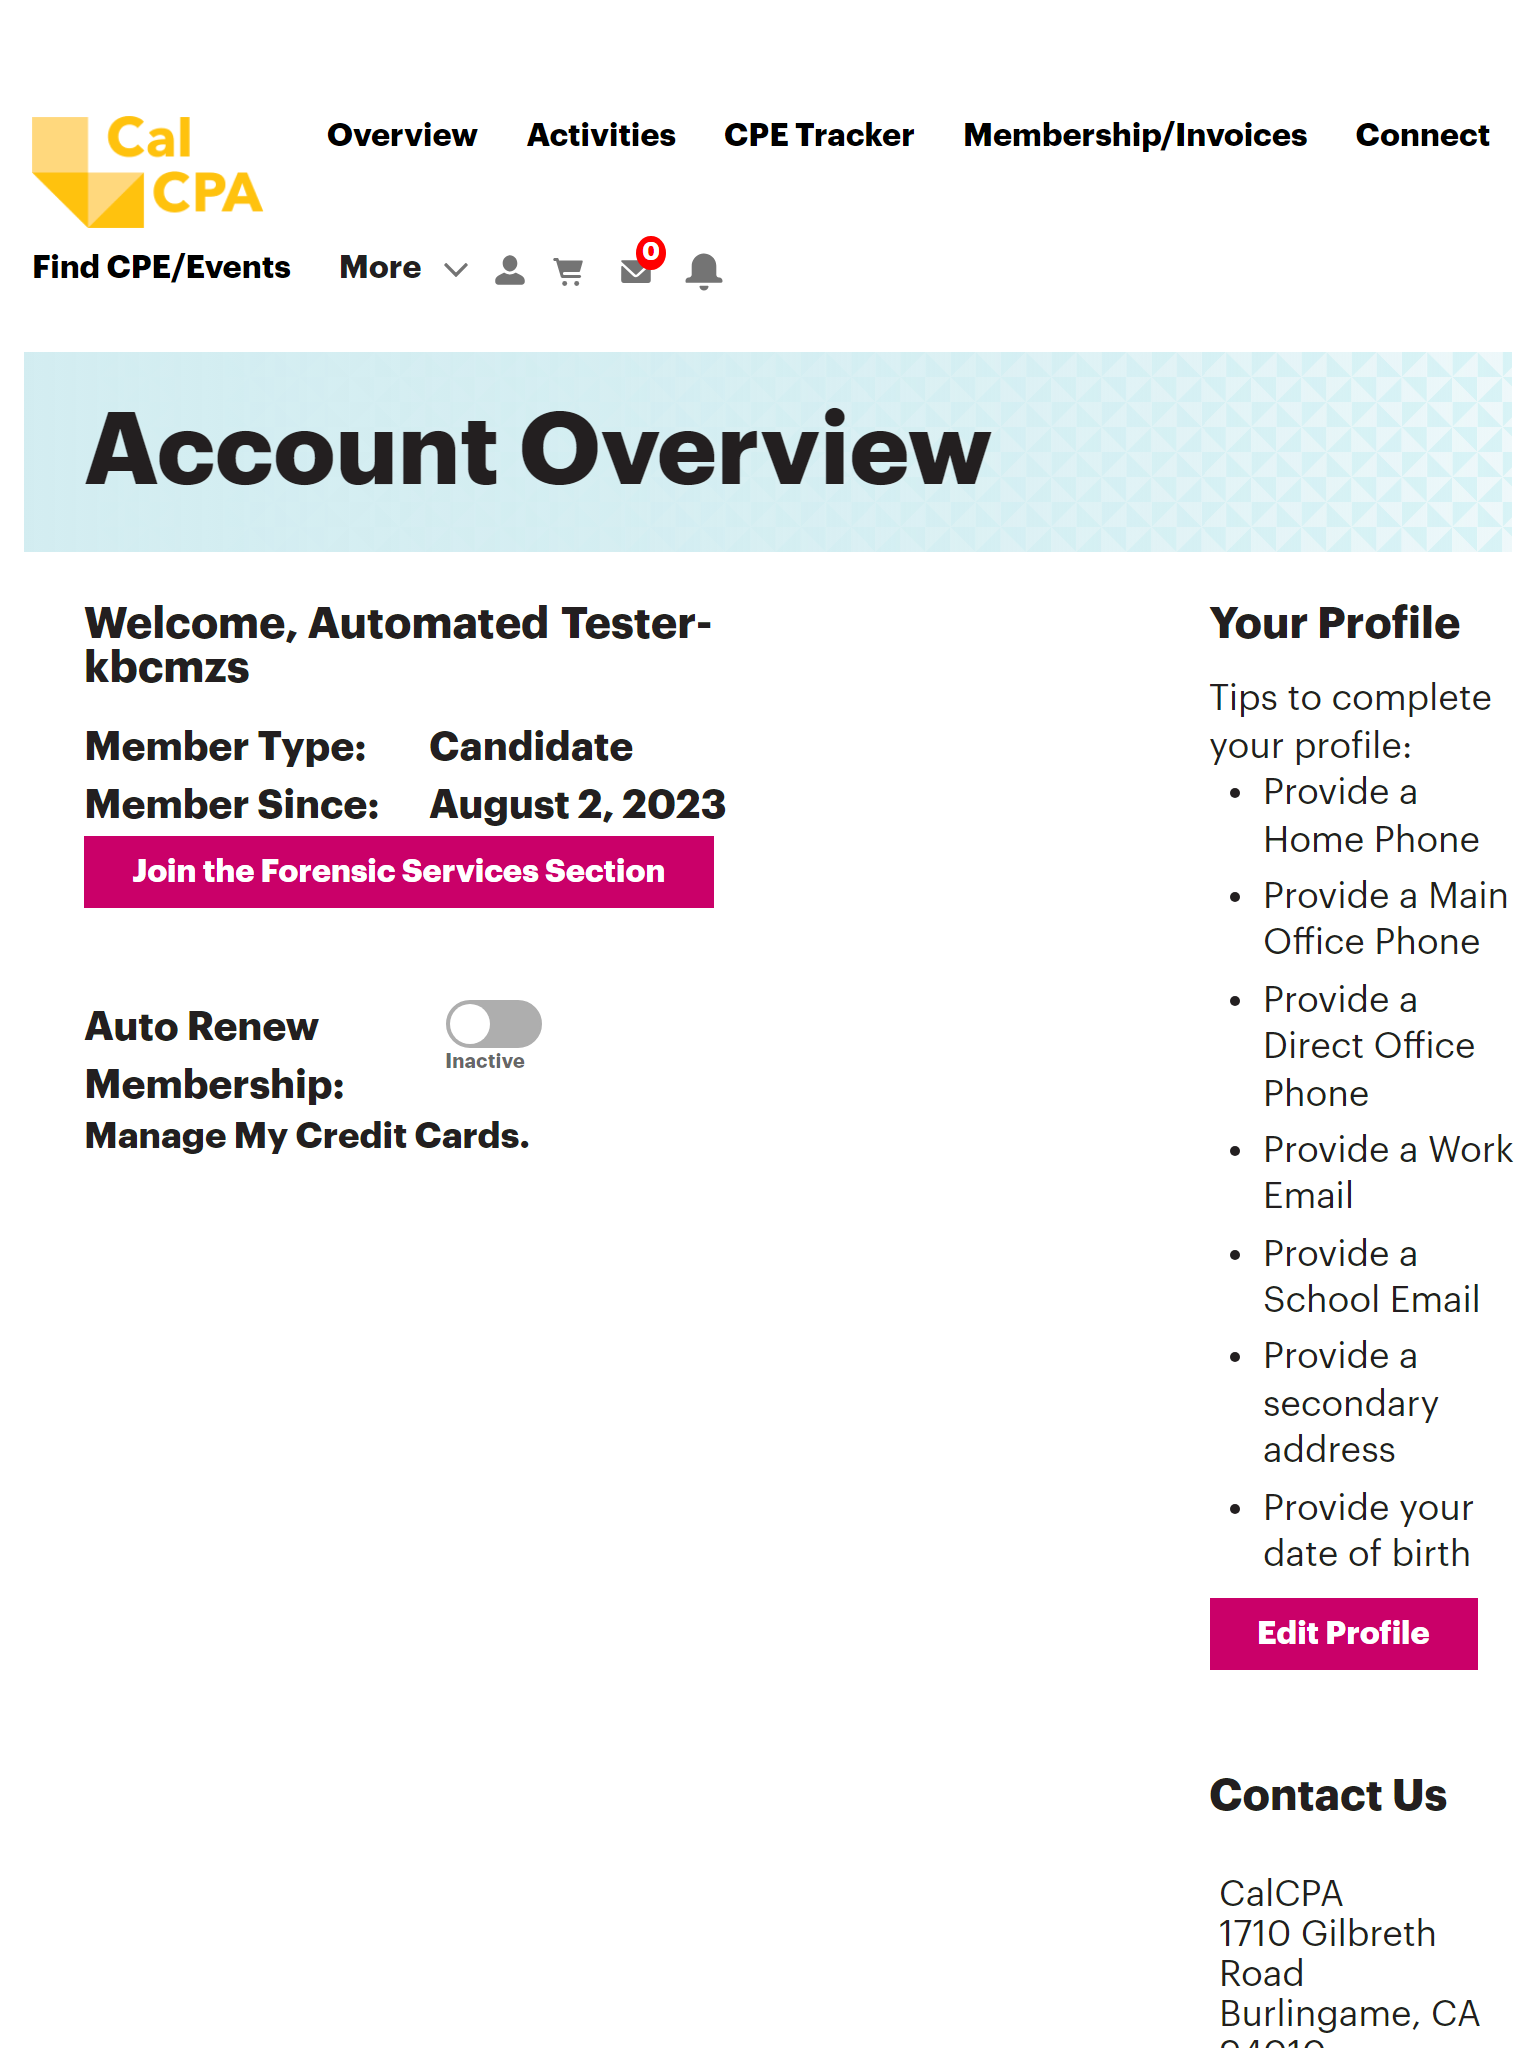 Cal
CPA
Overview
Activities
CPE Tracker
Membership/Invoices
Connect
Find CPE/Events
More
0
Account Overview
Welcome, Automated Tester-
kbcmzs
Member Type: Candidate
Member Since: August 2, 2023
Join the Forensic Services Section
Auto Renew
Membership:
Inactive
Manage My Credit Cards.
Your Profile
Tips to complete
your profile:
• Provide a
Home Phone
• Provide a Main
Office Phone
• Provide a
Direct Office
Phone
• Provide a Work
Email
• Provide a
School Email
• Provide a
secondary
address
• Provide your
date of birth
Edit Profile
Contact Us
CalCPA
1710 Gilbreth
Road
Burlingame, CA